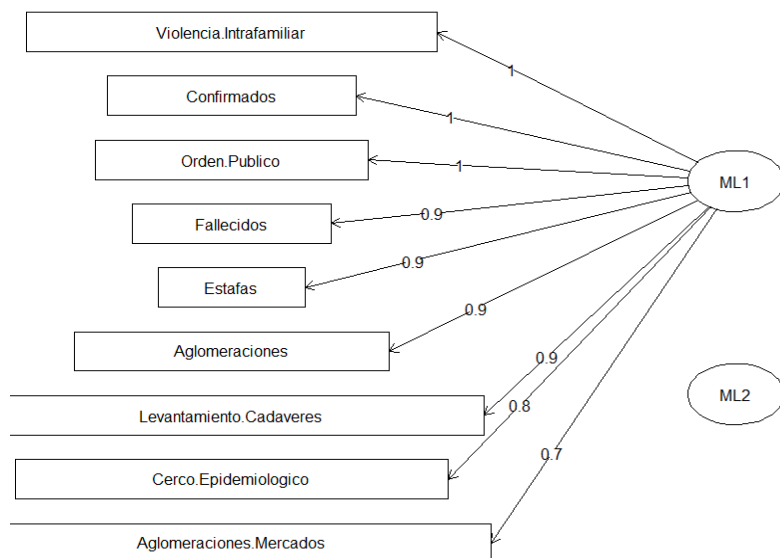 Violencia.Intrafamiliar
1
Confirmados
1
Orden.Publico
1
ML1
Fallecidos
0.9
Estafas
0.9
Aglomeraciones
0.9
Levantamiento.Cadaveres
0.9
ML2
0.8
Cerco.Epidemiologico
0.7
Aglomeraciones.Mercados